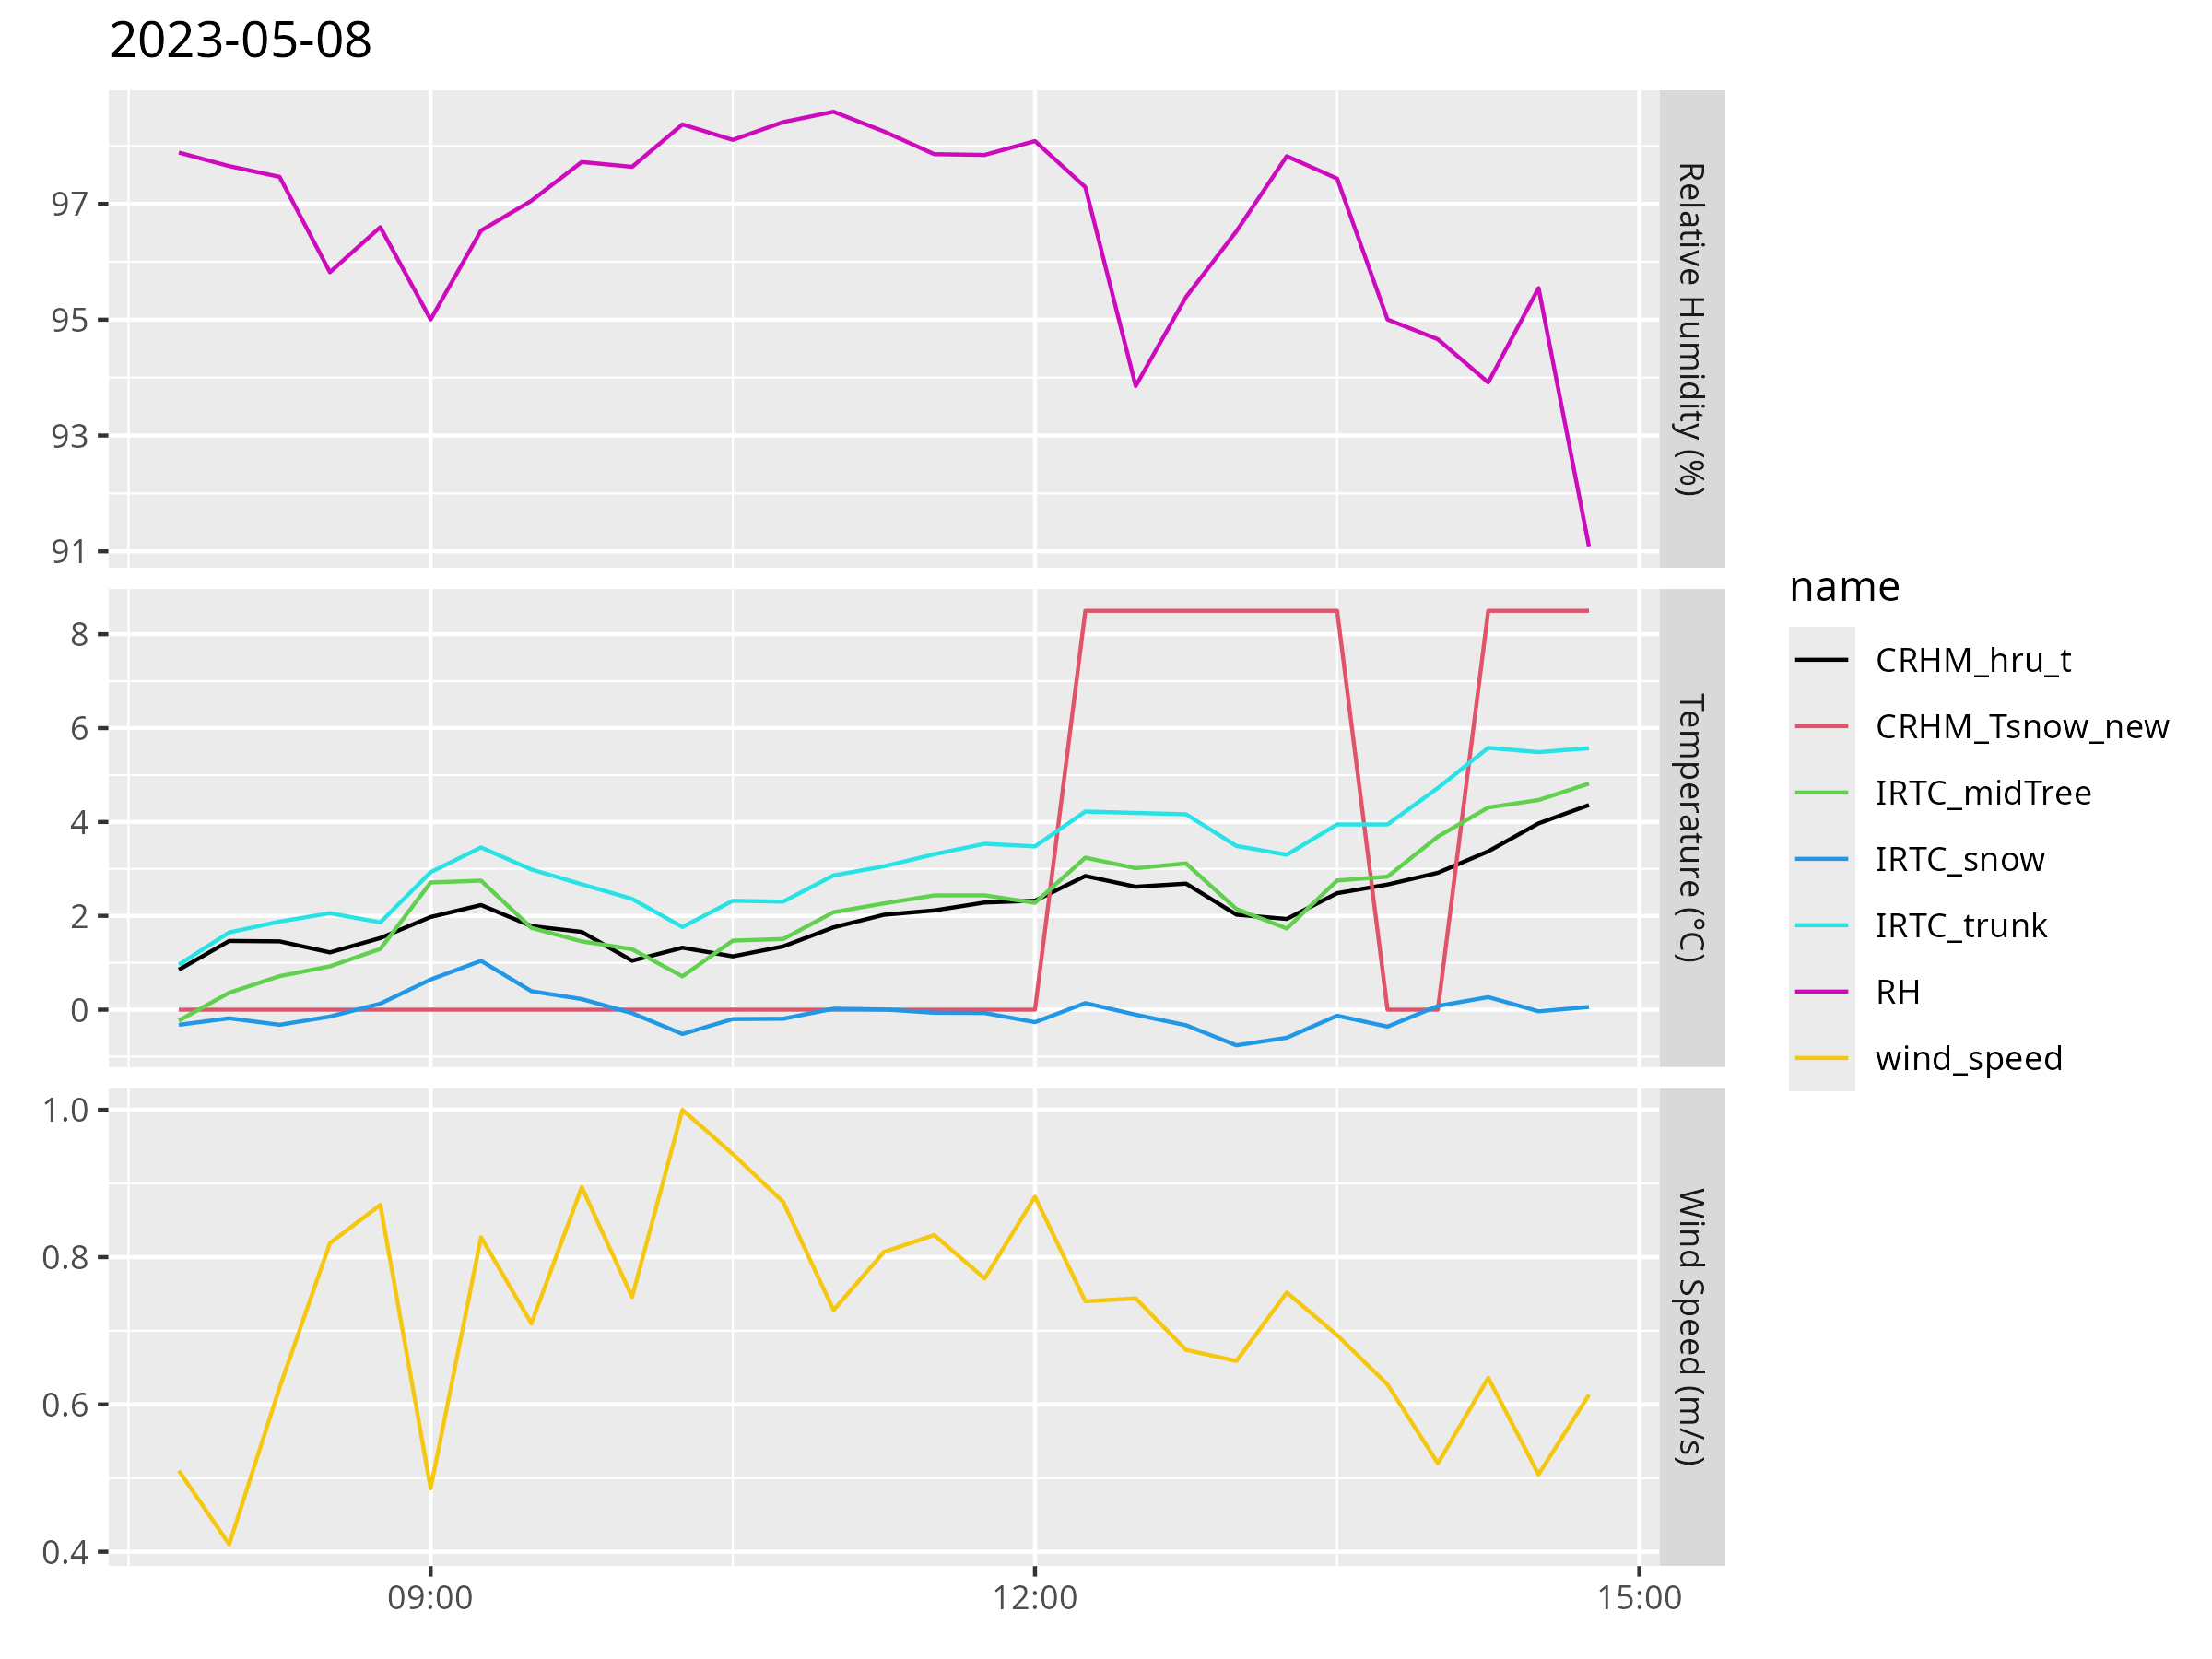 2023-05-08
97
95
93
91
Relative Humidity (%)
8
6
4
2
0
Temperature (°C)
1.0
0.8
0.6
0.4
Wind Speed (m/s)
09:00
12:00
15:00
name
CRHM_hru_t
CRHM_Tsnow_new
IRTC_midTree
IRTC_snow
IRTC_trunk
RH
wind_speed